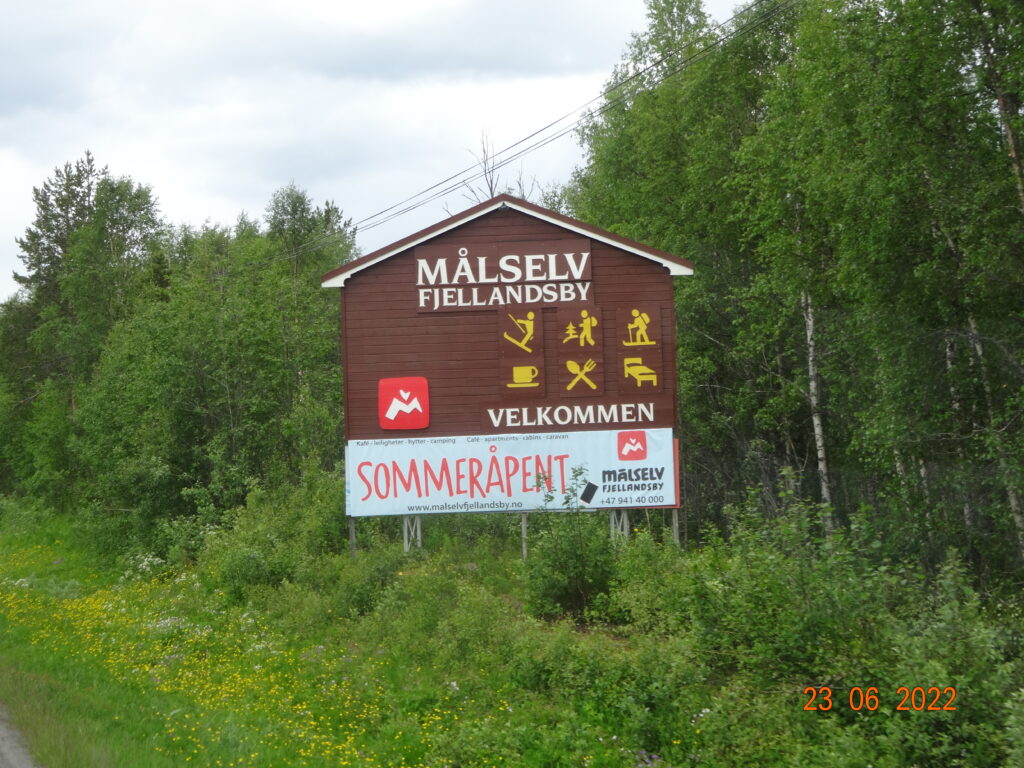 MÅLSELV
FJELLANDSBY
VELKOMMEN
Kafé - leiligheter - hytter - camping Café - apartments - cabins - caravan
SOMMERÅPENT
MÅLSELV
FJELLANDSBY
+47 941 40 000
www.malselvfjellandsby.no
23 06 2022